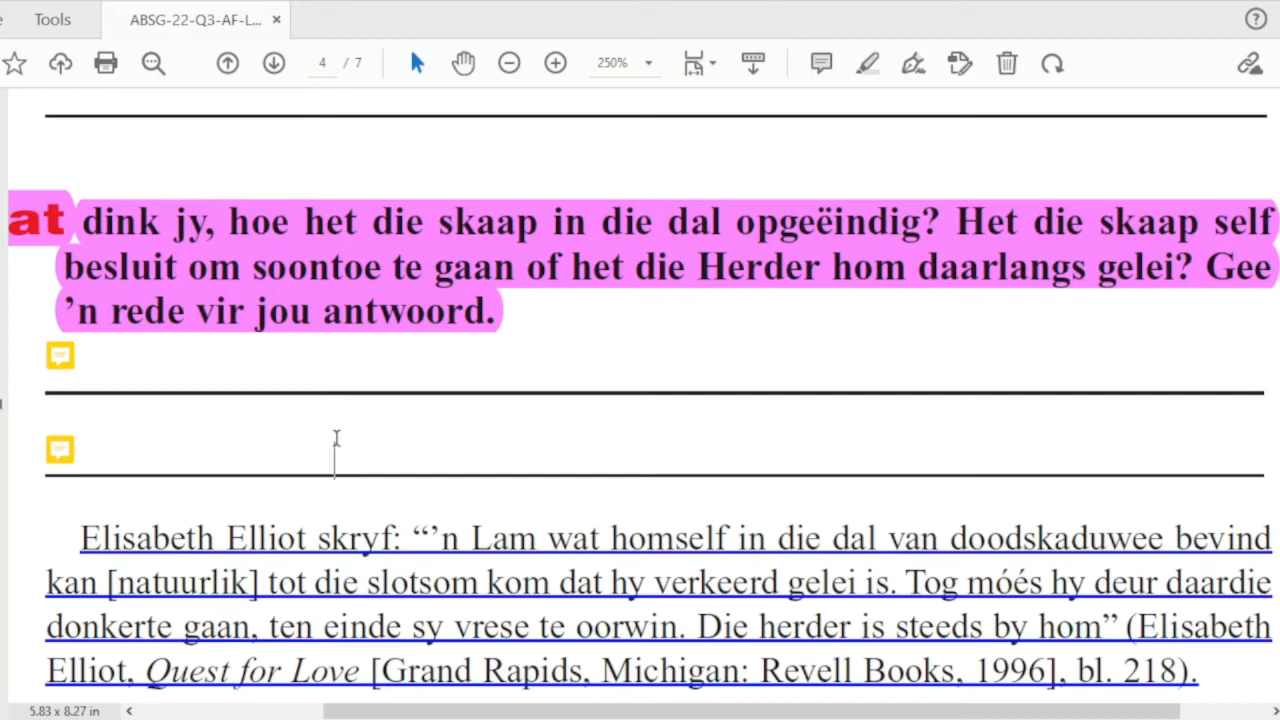 Tools
ABSG-22-Q3-AF-L... ×
4 / 7
250%
at dink jy, hoe het die skaap in die dal opgeëindig? Het die skaap self
besluit om soontoe te gaan of het die Herder hom daarlangs gelei? Gee
’n rede vir jou antwoord.
Elisabeth Elliot skryf: “’n Lam wat homself in die dal van doodskaduwee bevind
kan [natuurlik] tot die slotsom kom dat hy verkeerd gelei is. Tog móés hy deur daardie
donkerte gaan, ten einde sy vrese te oorwin. Die herder is steeds by hom” (Elisabeth
Elliot, Quest for Love [Grand Rapids, Michigan: Revell Books, 1996], bl. 218).
5.83 x 8.27 in